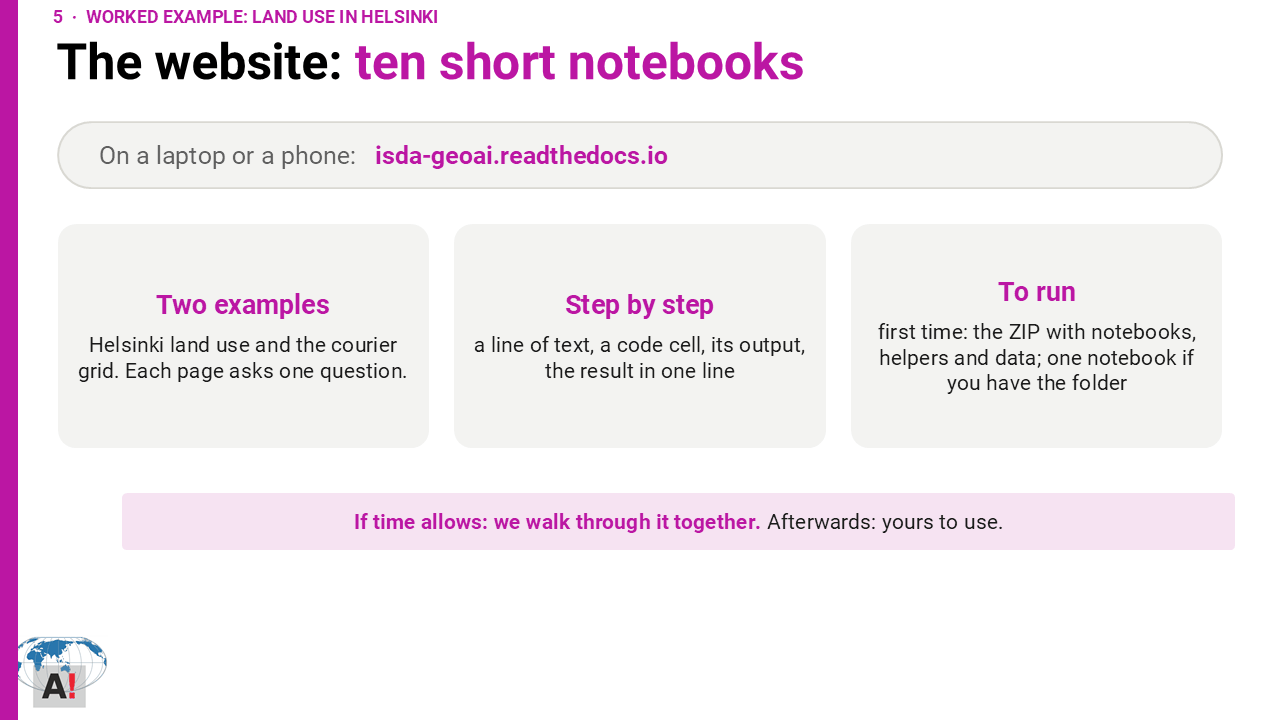 5 · WORKED EXAMPLE: LAND USE IN HELSINKI
The website: ten short notebooks
On a laptop or a phone: isda-geoai.readthedocs.io
Two examples
Helsinki land use and the courier
grid. Each page asks one question.
Step by step
a line of text, a code cell, its output,
the result in one line
To run
first time: the ZIP with notebooks,
helpers and data; one notebook if
you have the folder
If time allows: we walk through it together. Afterwards: yours to use.
A!